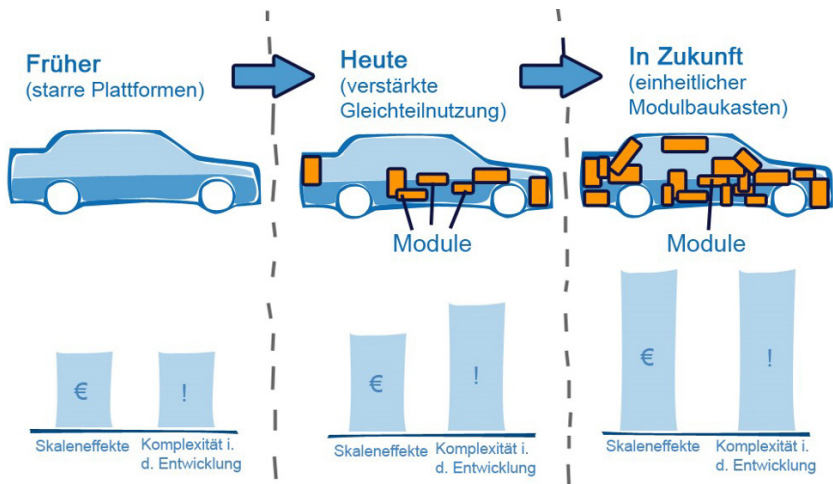 Früher
(starre Plattformen)
Heute
(verstärkte
Gleichteilnutzung)
In Zukunft
(einheitlicher
Modulbaukasten)
Module
Module
€
!
Skaleneffekte
Komplexität i.
d. Entwicklung
€
!
Skaleneffekte
Komplexität i.
d. Entwicklung
€
!
Skaleneffekte
Komplexität i.
d. Entwicklung